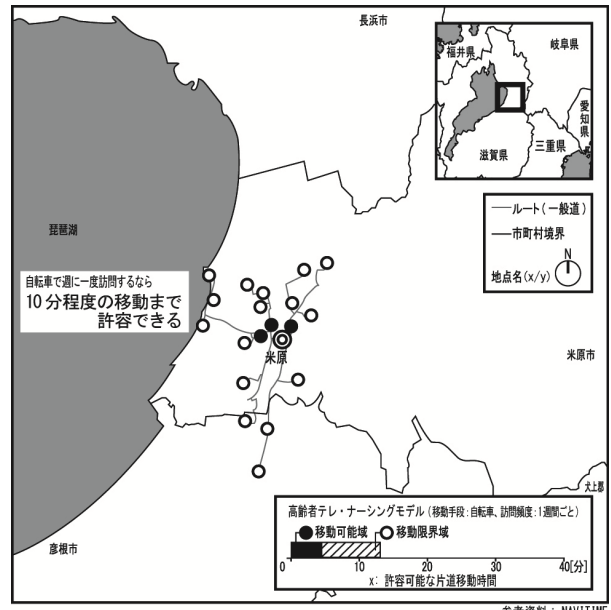 長浜市
福井県
岐阜県
愛知県
滋賀県
三重県
ルート(一般道)
市町村境界
地点名(x/y)
N
琵琶湖
自転車で週に一度訪問するなら
10分程度の移動まで
許容できる
米原
米原市
犬上郡
彦根市
高齢者テレ・ナーシングモデル(移動手段:自転車、訪問頻度:1週間ごと)
移動可能域
移動限界域
0 10 20 30 40[分]
x: 許容可能な片道移動時間
参考資料:NAVITIME